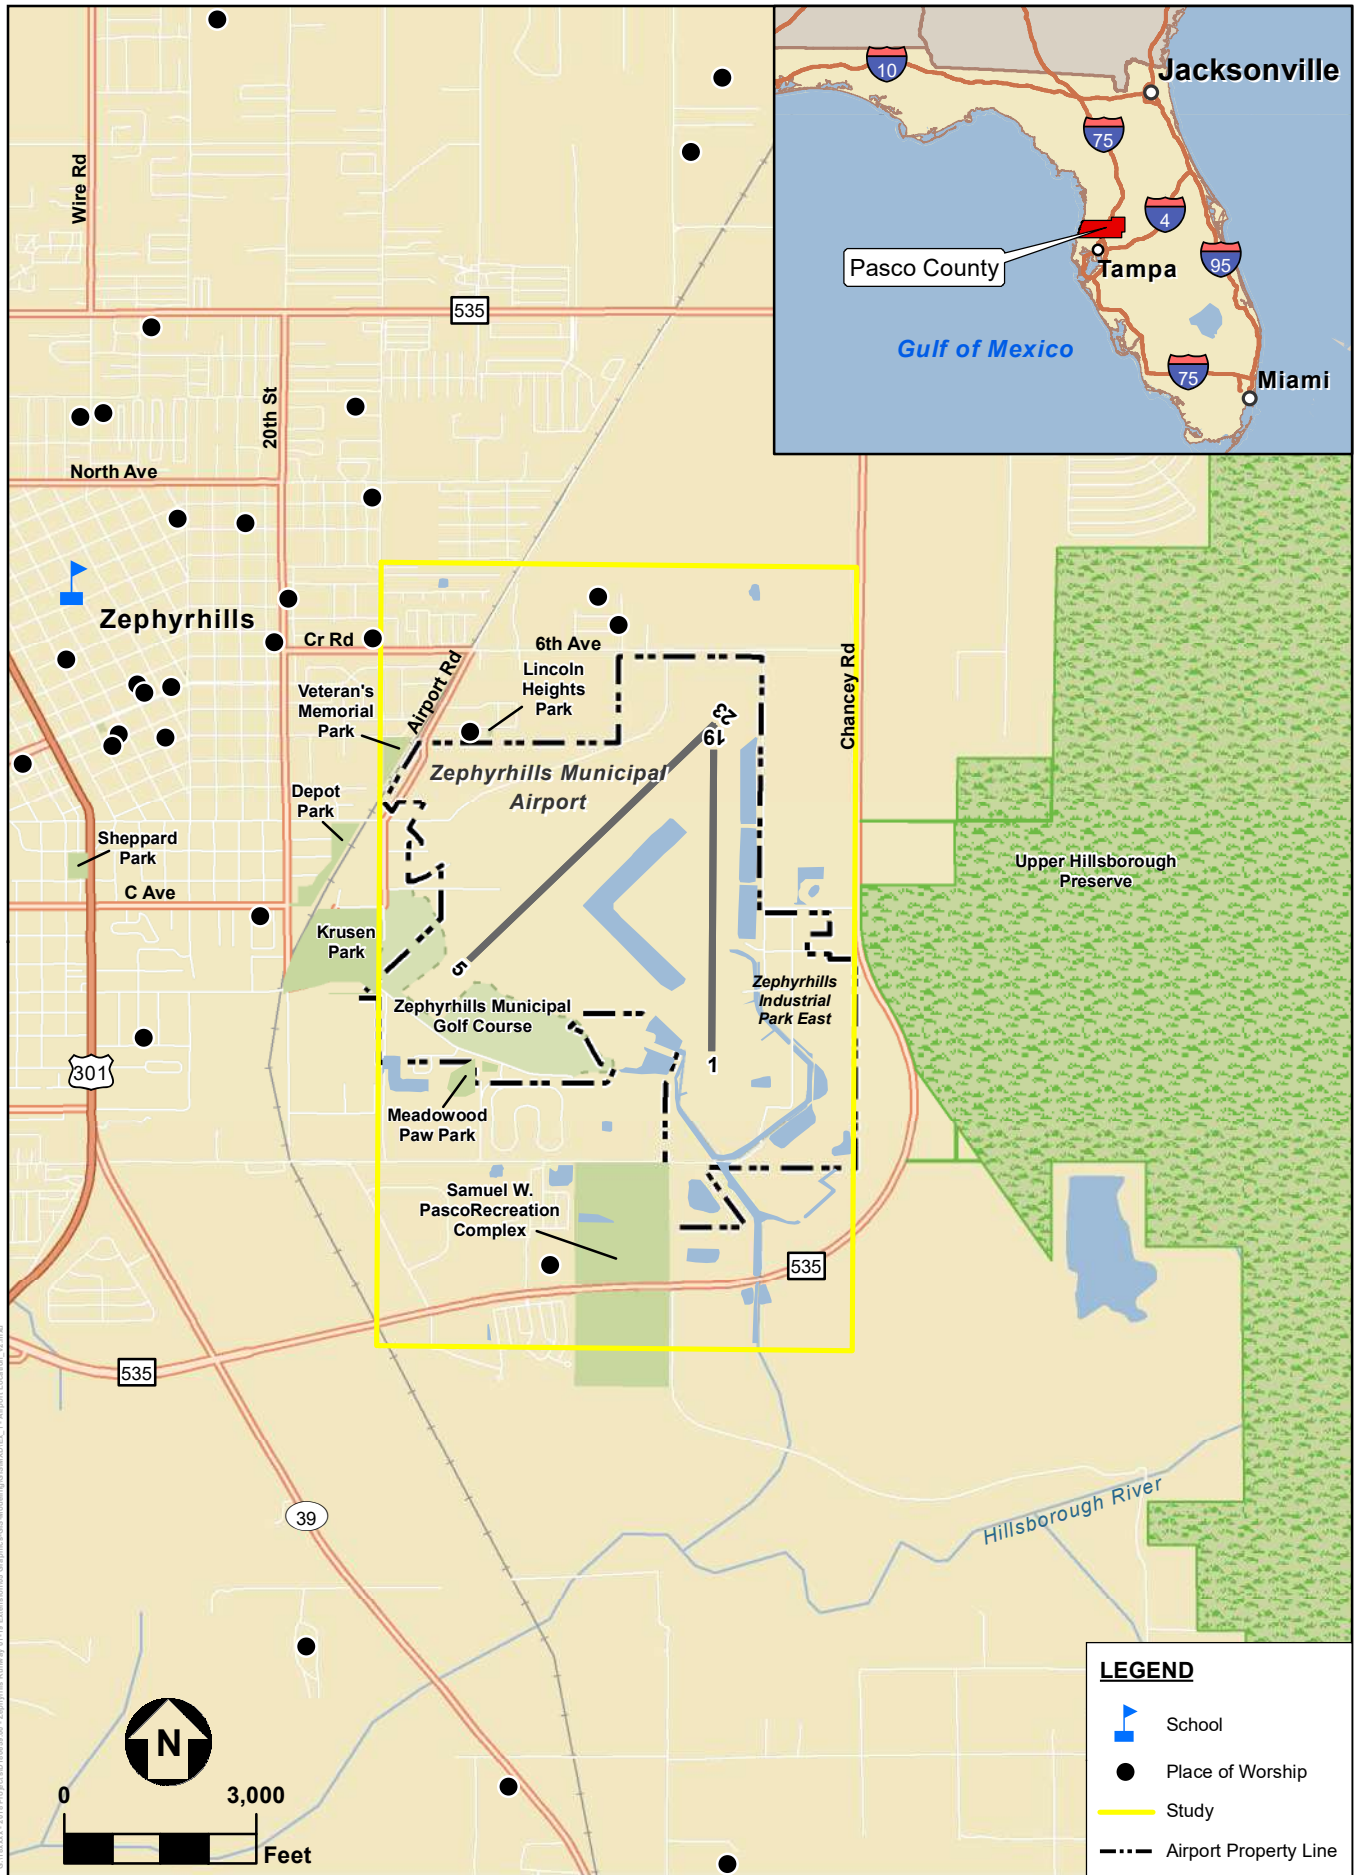 Jacksonville
10
75
4
95
Pasco County
Tampa
Gulf of Mexico
75
Miami
Wire Rd
535
20th St
North Ave
Zephyrhills
Cr Rd
Airport Rd
6th Ave
Lincoln
Heights
Park
Veteran's
Memorial
Park
Chancey Rd
23
19
Zephyrhills Municipal
Airport
Depot
Park
Sheppard
Park
C Ave
Upper Hillsborough
Preserve
Krusen
Park
5
Zephyrhills
Industrial
Park East
Zephyrhills Municipal
Golf Course
1
301
Meadowood
Paw Park
Samuel W.
PascoRecreation
Complex
535
535
39
Hillsborough River
N
0
3,000
Feet
LEGEND
School
Place of Worship
Study
Airport Property Line